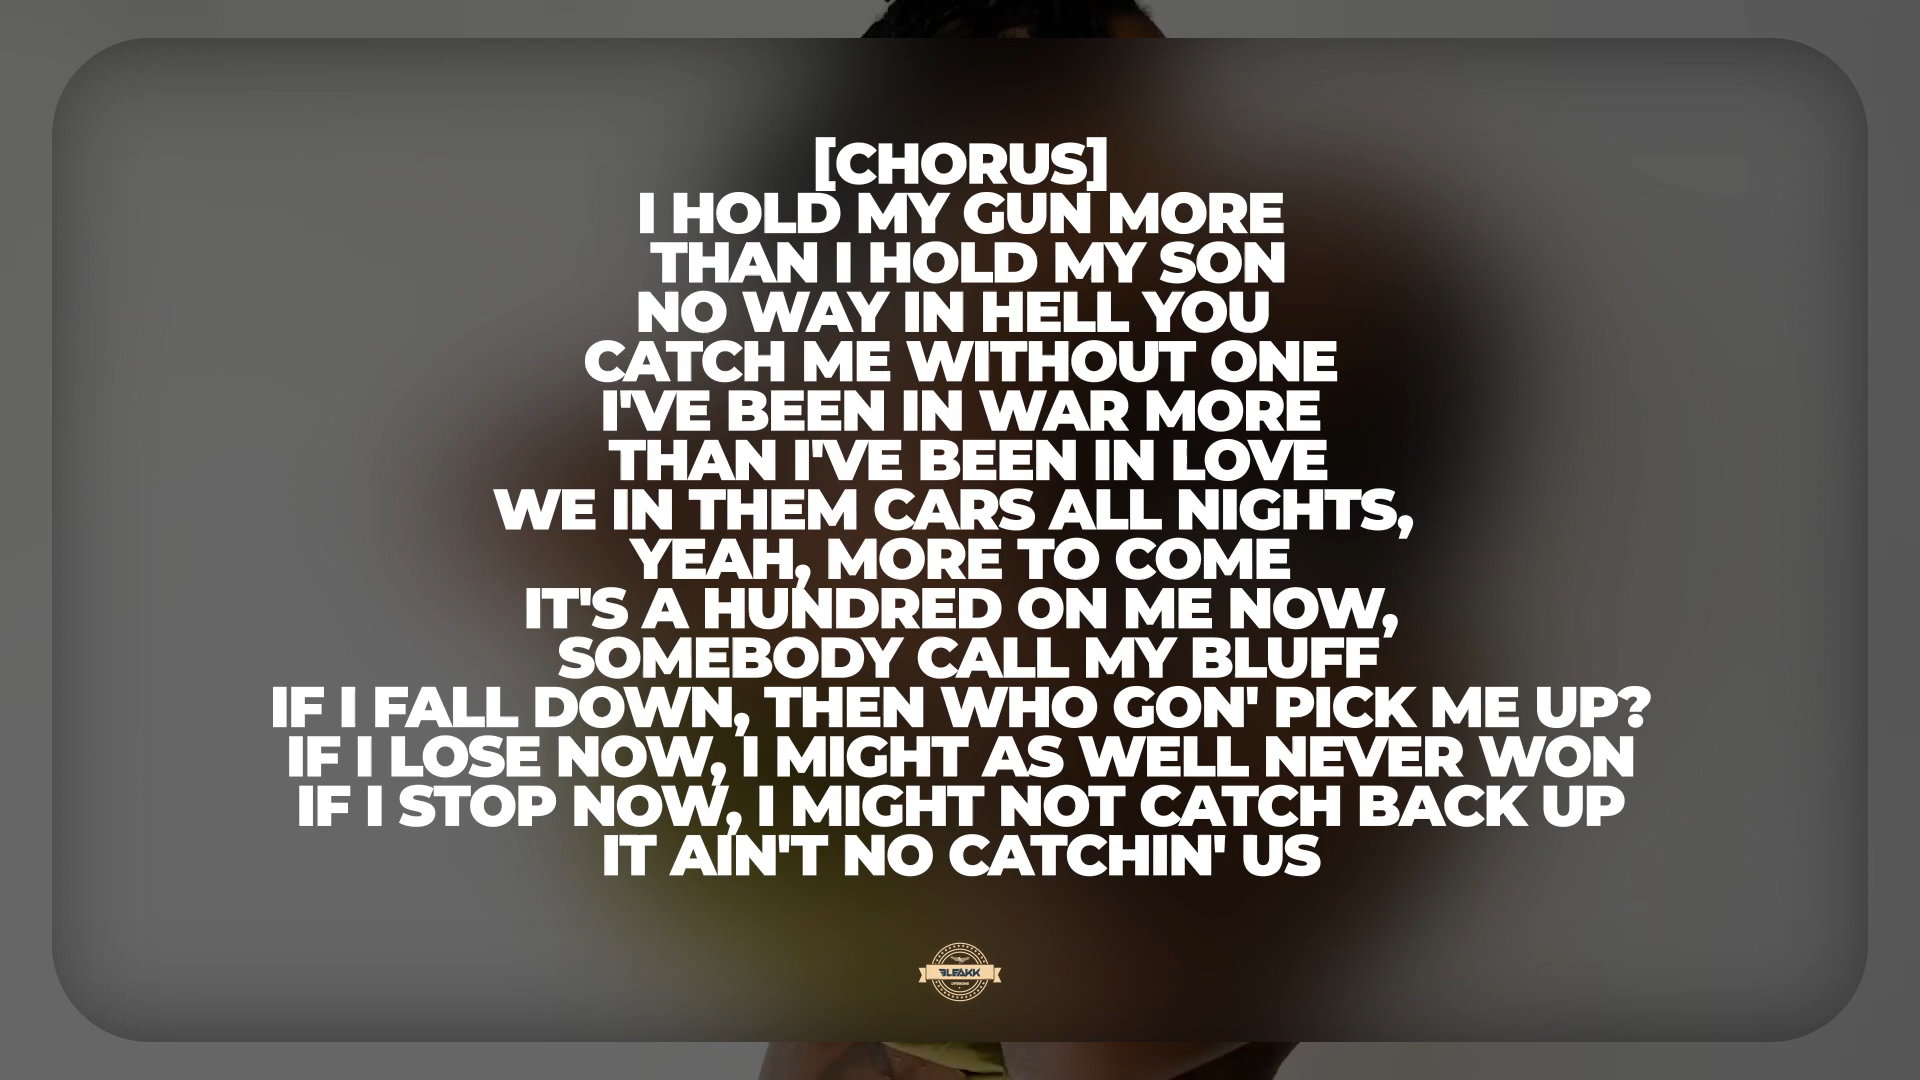 [CHORUS]
I HOLD MY GUN MORE
THAN I HOLD MY SON
NO WAY IN HELL YOU
CATCH ME WITHOUT ONE
I'VE BEEN IN WAR MORE
THAN I'VE BEEN IN LOVE
WE IN THEM CARS ALL NIGHTS,
YEAH, MORE TO COME
IT'S A HUNDRED ON ME NOW,
SOMEBODY CALL MY BLUFF
IF I FALL DOWN, THEN WHO GON' PICK ME UP?
IF I LOSE NOW, I MIGHT AS WELL NEVER WON
IF I STOP NOW, I MIGHT NOT CATCH BACK UP
IT AIN'T NO CATCHIN' US
BLEAKK